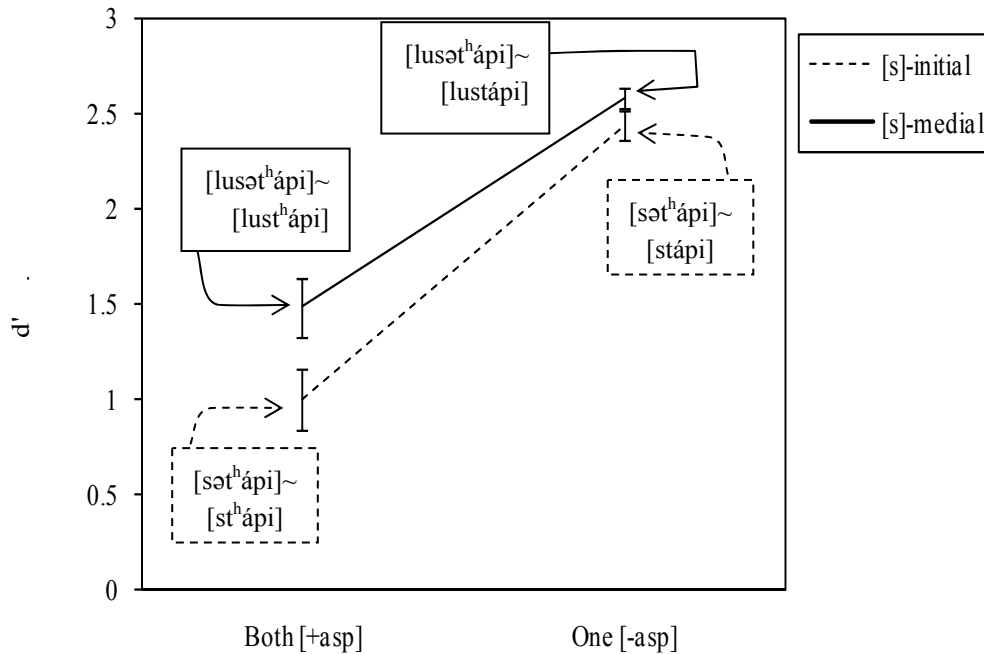 3
2.5
2
1.5
1
0.5
0
d'
[lusətʰápi]~
[lustápi]
[lusətʰápi]~
[lustʰápi]
[sətʰápi]~
[stápi]
[sətʰápi]~
[stʰápi]
Both [+asp]
One [-asp]
[s]-initial
[s]-medial